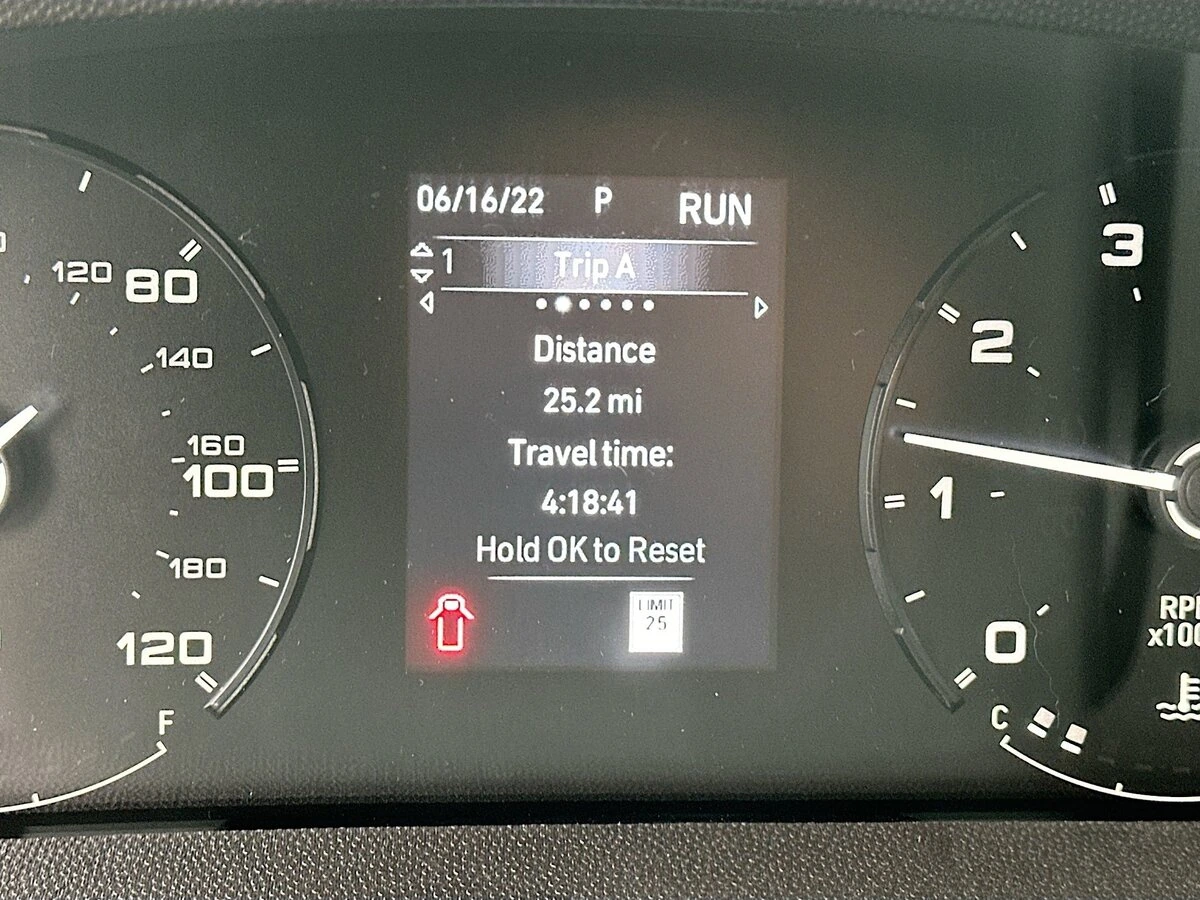 06/16/22 P RUN
1 Trip A
Distance
25.2 mi
Travel time:
4:18:41
Hold OK to Reset
LIMIT
25
120 80
140
160
100
180
120
F
3
2
1
0
C